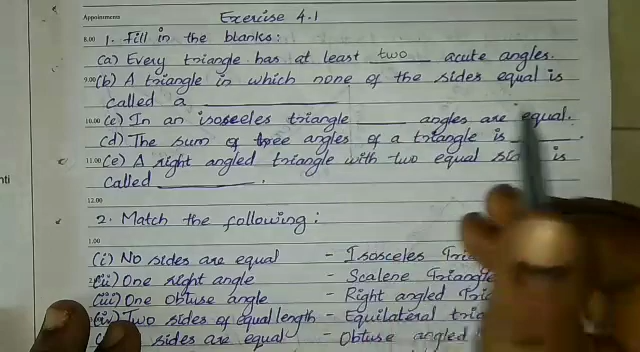 Appointments
Exercise 4.1
8.00 1. Fill in the blanks:
(a) Every triangle has at least two acute angles.
9.00 (b) A triangle in which none of the sides equal is
called a
10.00 (c) In an isosceles triangle angles are equal.
(d) The sum of three angles of a triangle is .
11.00 (e) A right angled triangle with two equal is
called .
12.00
2. Match the following:
1.00
(i) No sides are equal - Isosceles
(ii) One right angle - Scalene Triangle
(iii) One obtuse angle - Right angled
(iv) Two sides of equal length - Equilateral
sides are equal - Obtuse angled